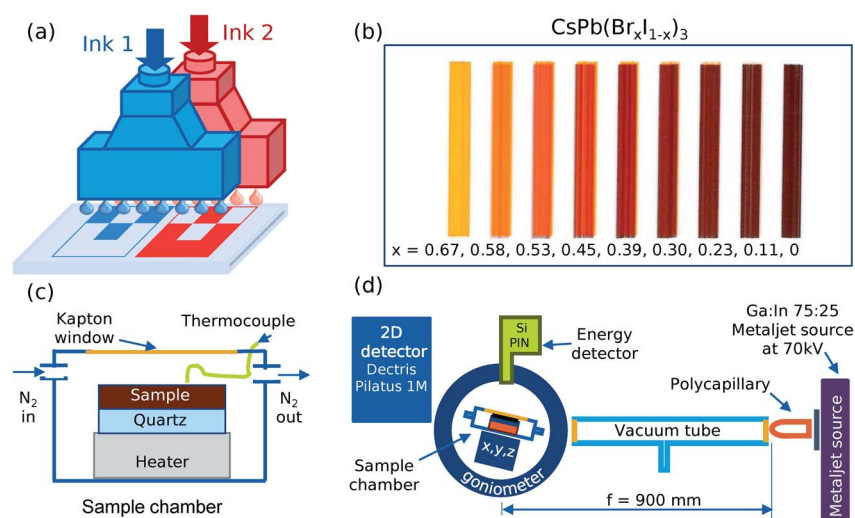 (a)
Ink 1
Ink 2
(b)
CsPb(BrₓI₁₋ₓ)₃
x = 0.67, 0.58, 0.53, 0.45, 0.39, 0.30, 0.23, 0.11, 0
(c)
Kapton
window
Thermocouple
N₂
in
Sample
Quartz
Heater
N₂
out
Sample chamber
(d)
2D
detector
Dectris
Pilatus 1M
Si
PIN
Energy
detector
Ga:In 75:25
Metaljet source
at 70kV
Polycapillary
x,y,z
Sample
chamber
goniometer
Vacuum tube
f = 900 mm
Metaljet source